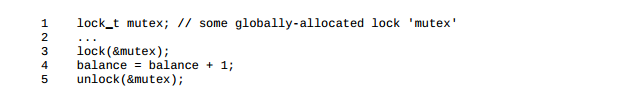 1 lock_t mutex; // some globally-allocated lock 'mutex'
2 ...
3 lock(&mutex);
4 balance = balance + 1;
5 unlock(&mutex);